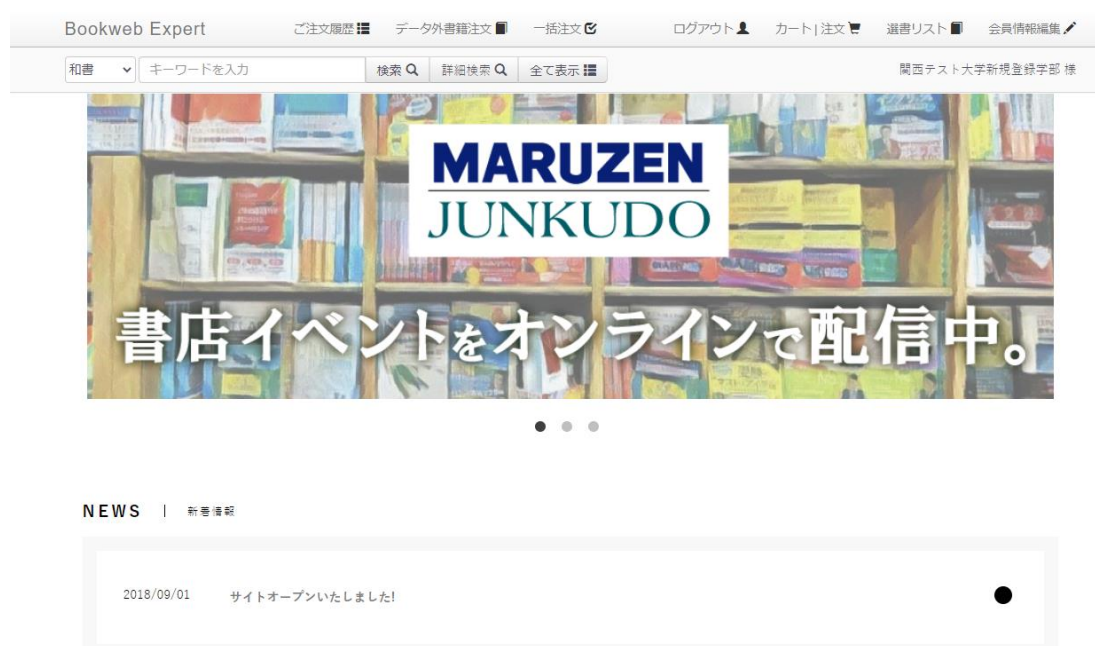 Bookweb Expert ご注文履歴 データ外書籍注文 一括注文 ログアウト カート|注文 選書リスト 会員情報編集
和書 キーワードを入力 検索 詳細検索 全て表示 関西テスト大学新規登録学部 様
MARUZEN
JUNKUDO
書店イベントをオンラインで配信中。
NEWS | 新着情報
2018/09/01 サイトオープンいたしました!